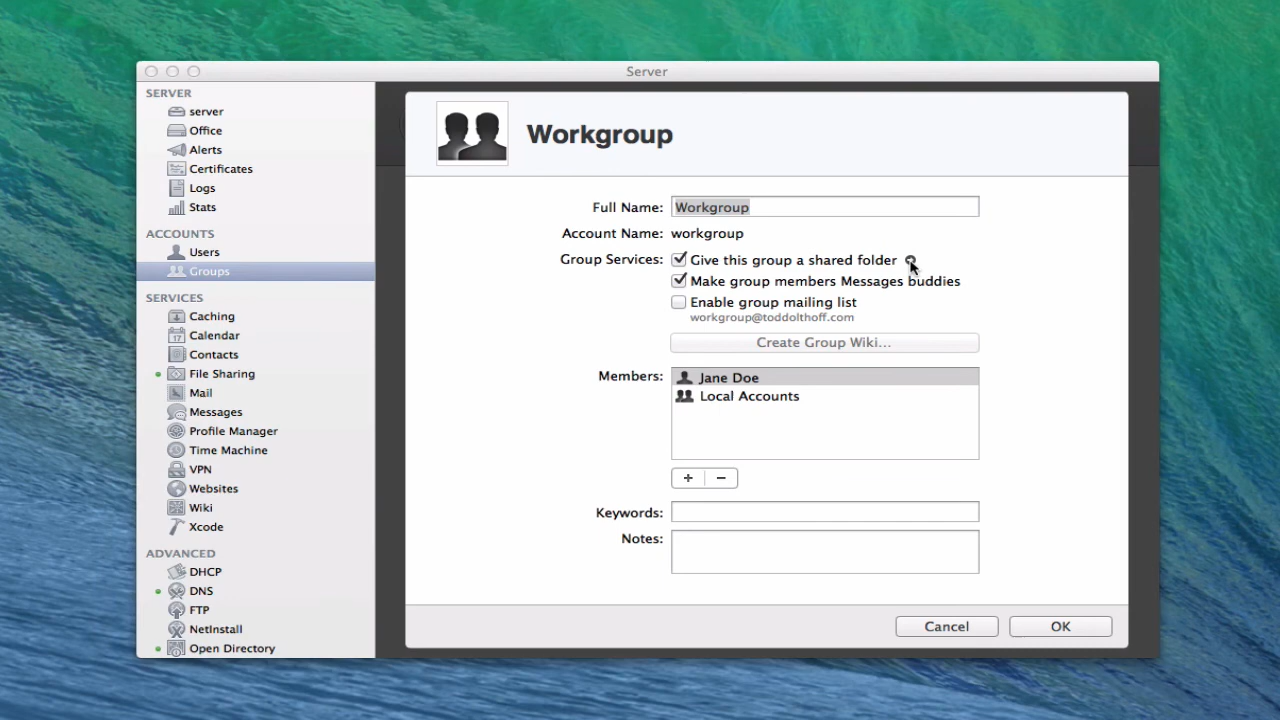 Server
SERVER
server
Office
Alerts
Certificates
Logs
Stats
ACCOUNTS
Users
Groups
SERVICES
Caching
17 Calendar
Contacts
File Sharing
Mail
Messages
Profile Manager
Time Machine
VPN
Websites
Wiki
Xcode
ADVANCED
DHCP
DNS
FTP
NetInstall
Open Directory
Workgroup
Full Name: Workgroup
Account Name: workgroup
Group Services: Give this group a shared folder
Make group members Messages buddies
Enable group mailing list
workgroup@toddolthoff.com
Create Group Wiki...
Members: Jane Doe
Local Accounts
+ −
Keywords:
Notes:
Cancel OK